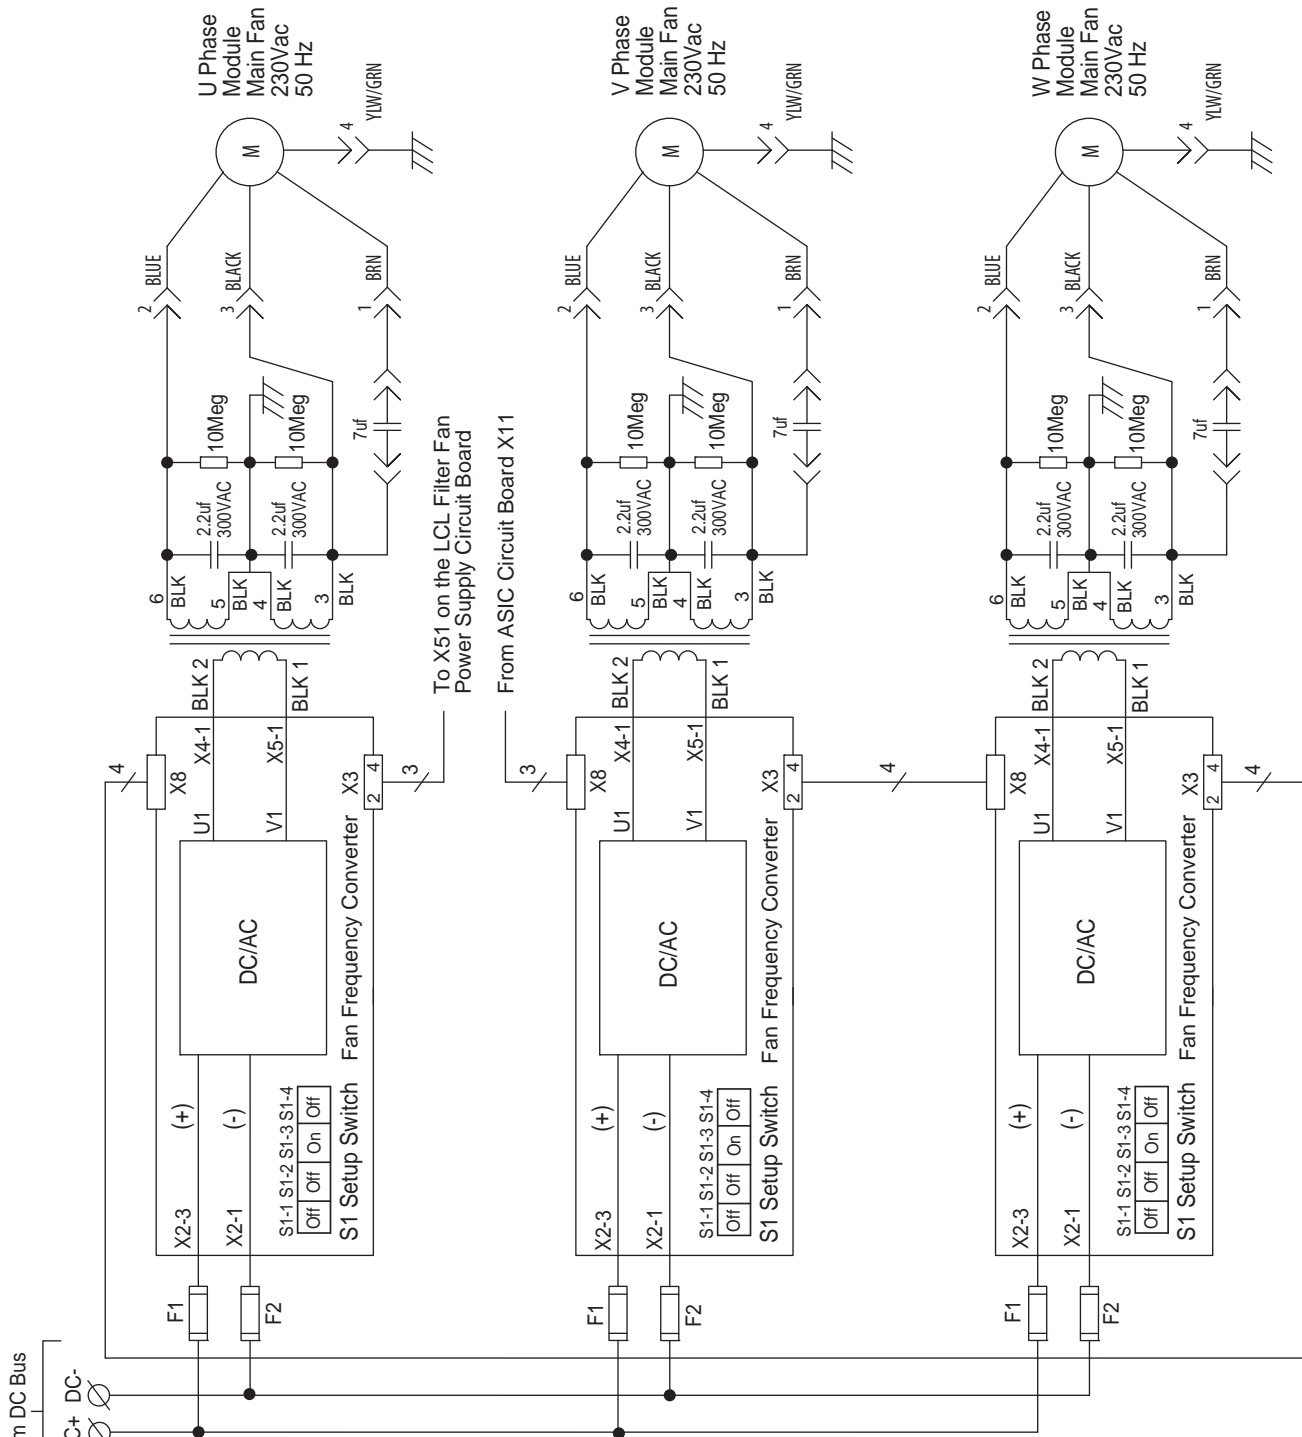 U Phase
Module
Main Fan
230Vac
50 Hz
M
4
YLW/GRN
2
BLUE
3
BLACK
1
BRN
10Meg
10Meg
7uf
2.2uf
300VAC
2.2uf
300VAC
6
BLK
5
BLK
4
BLK
3
BLK
BLK 2
BLK 1
To X51 on the LCL Filter Fan
Power Supply Circuit Board
4
X8
X4-1
X5-1
X3
2 4
3
U1
V1
DC/AC
Fan Frequency Converter
(+)
(-)
S1-1 S1-2 S1-3 S1-4
Off Off On Off
S1 Setup Switch
X2-3
X2-1
F1
F2
V Phase
Module
Main Fan
230Vac
50 Hz
M
4
YLW/GRN
2
BLUE
3
BLACK
1
BRN
10Meg
10Meg
7uf
2.2uf
300VAC
2.2uf
300VAC
6
BLK
5
BLK
4
BLK
3
BLK
BLK 2
BLK 1
From ASIC Circuit Board X11
3
X8
X4-1
X5-1
X3
2 4
4
U1
V1
DC/AC
Fan Frequency Converter
(+)
(-)
S1-1 S1-2 S1-3 S1-4
Off Off On Off
S1 Setup Switch
X2-3
X2-1
F1
F2
W Phase
Module
Main Fan
230Vac
50 Hz
M
4
YLW/GRN
2
BLUE
3
BLACK
1
BRN
10Meg
10Meg
7uf
2.2uf
300VAC
2.2uf
300VAC
6
BLK
5
BLK
4
BLK
3
BLK
BLK 2
BLK 1
X8
X4-1
X5-1
X3
2 4
4
U1
V1
DC/AC
Fan Frequency Converter
(+)
(-)
S1-1 S1-2 S1-3 S1-4
Off Off On Off
S1 Setup Switch
X2-3
X2-1
F1
F2
DC Bus
DC-